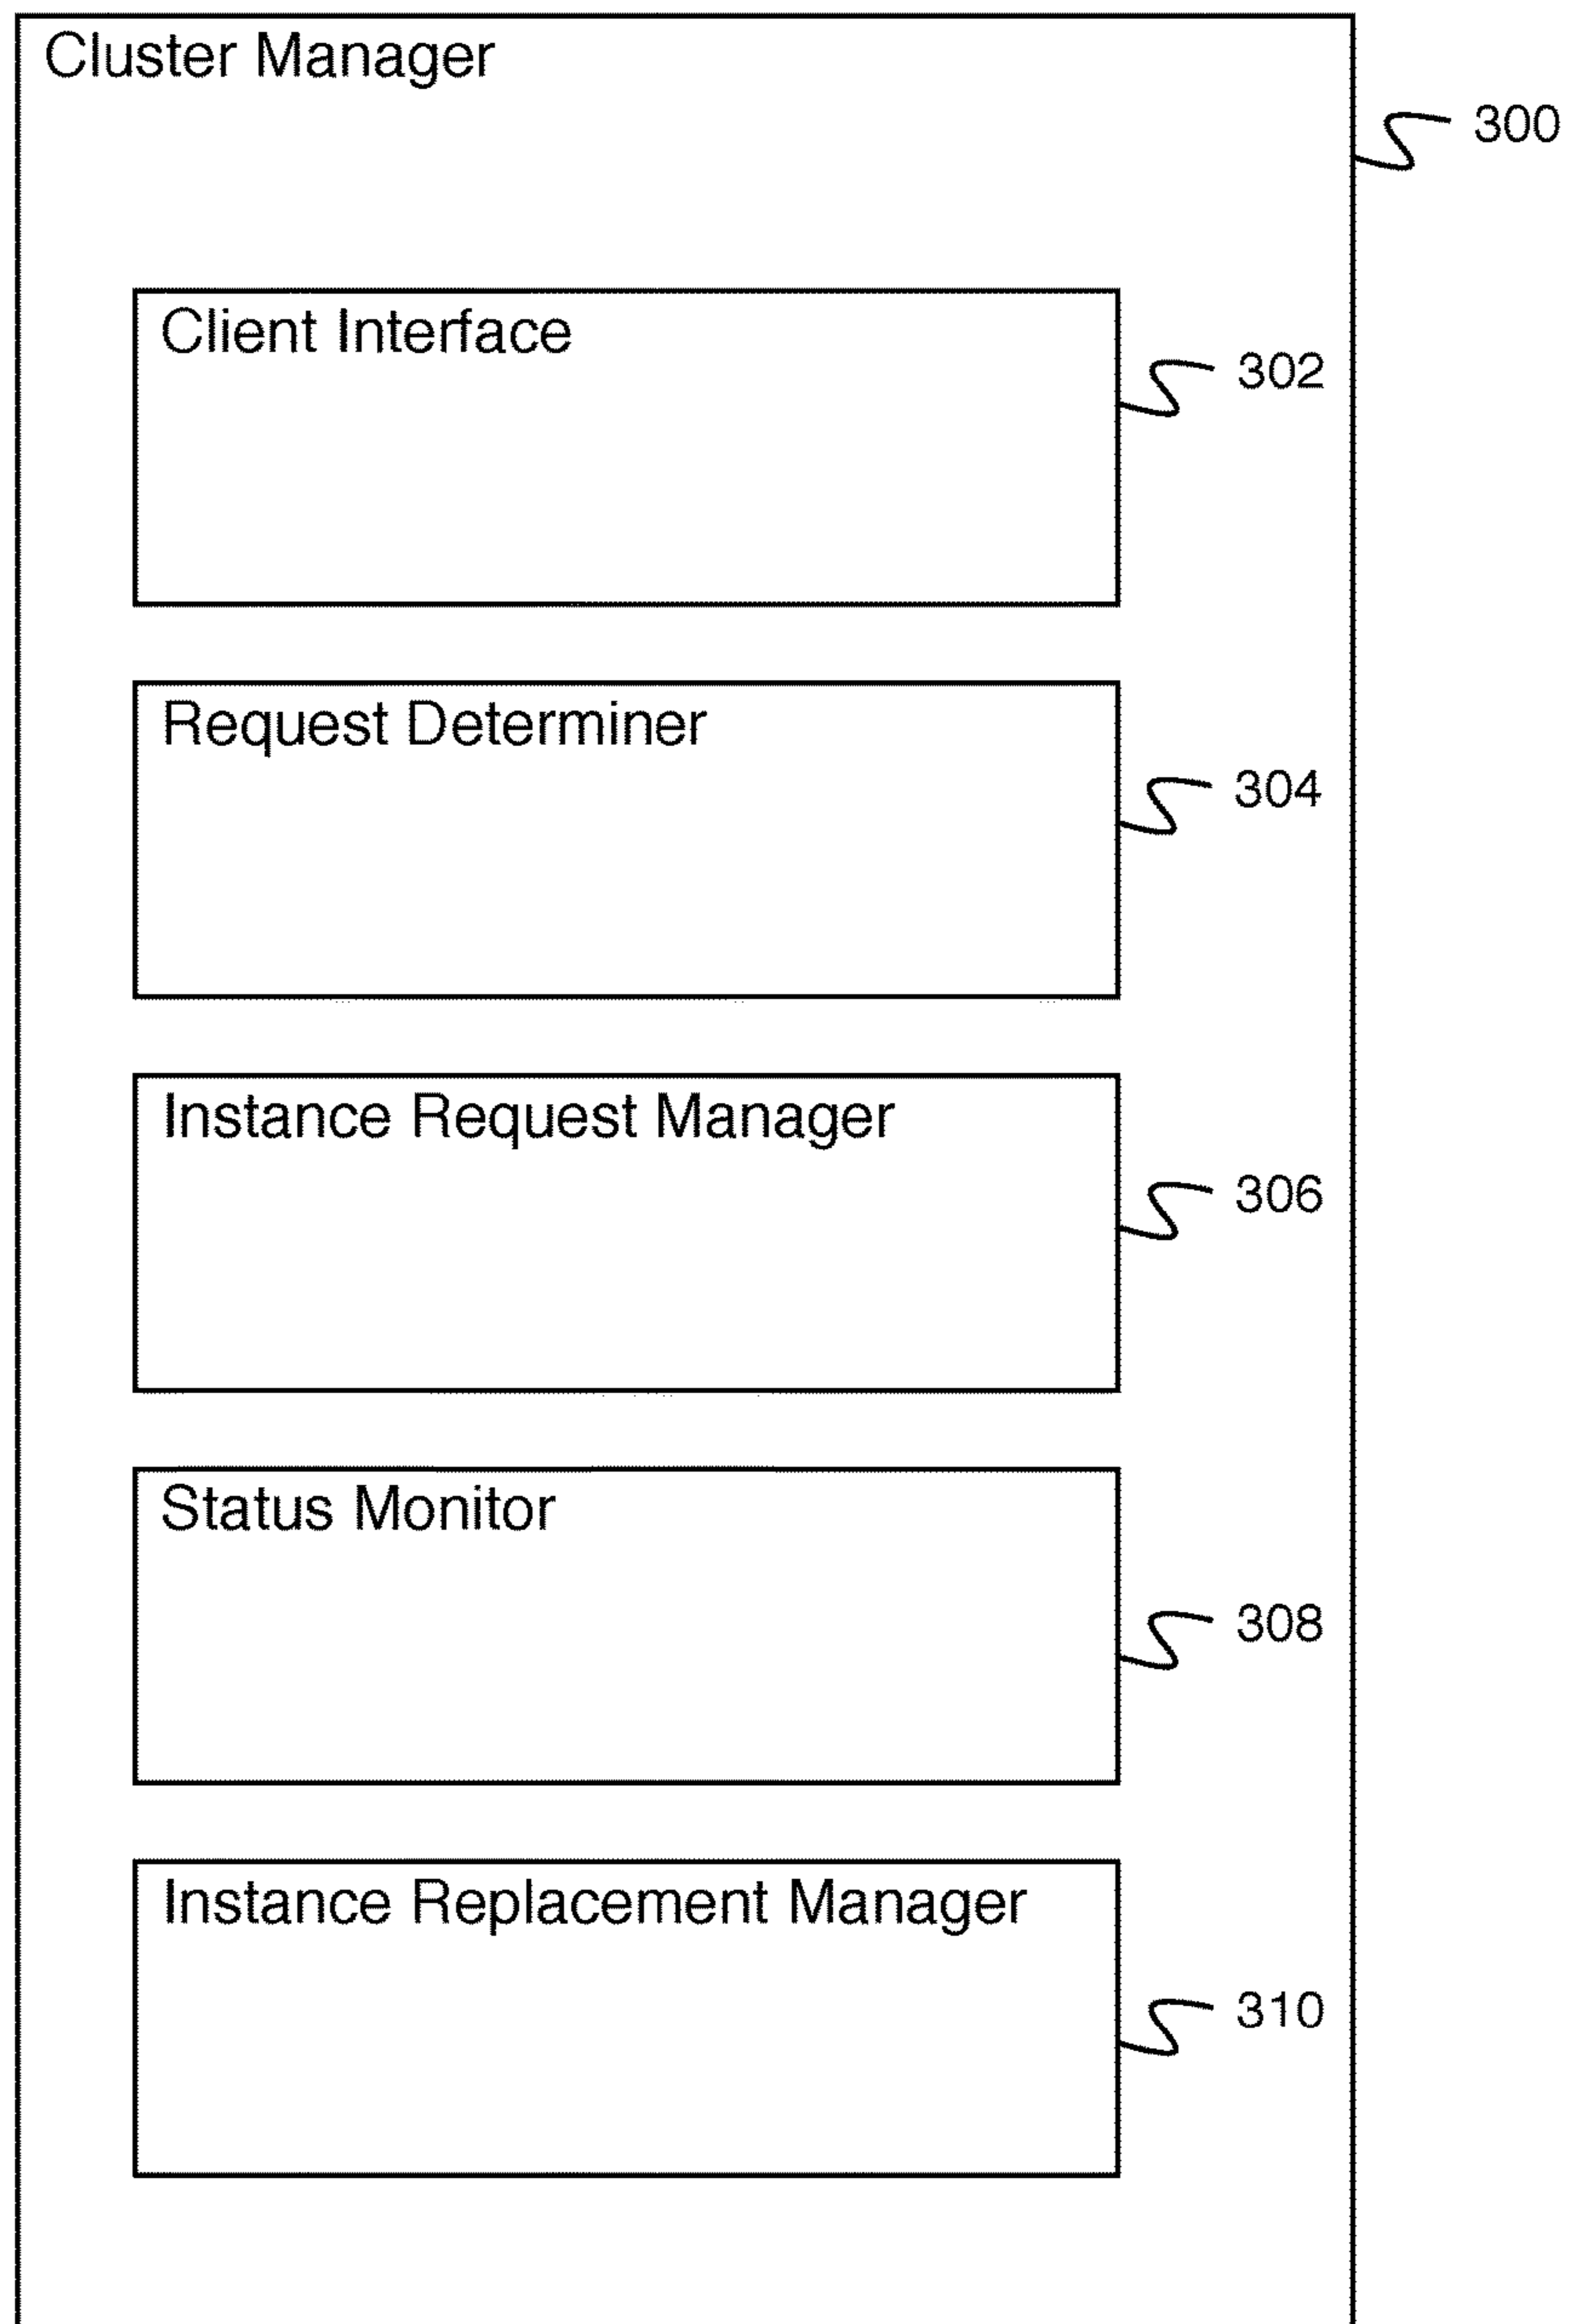 Cluster Manager
300
Client Interface
302
Request Determiner
304
Instance Request Manager
306
Status Monitor
308
Instance Replacement Manager
310